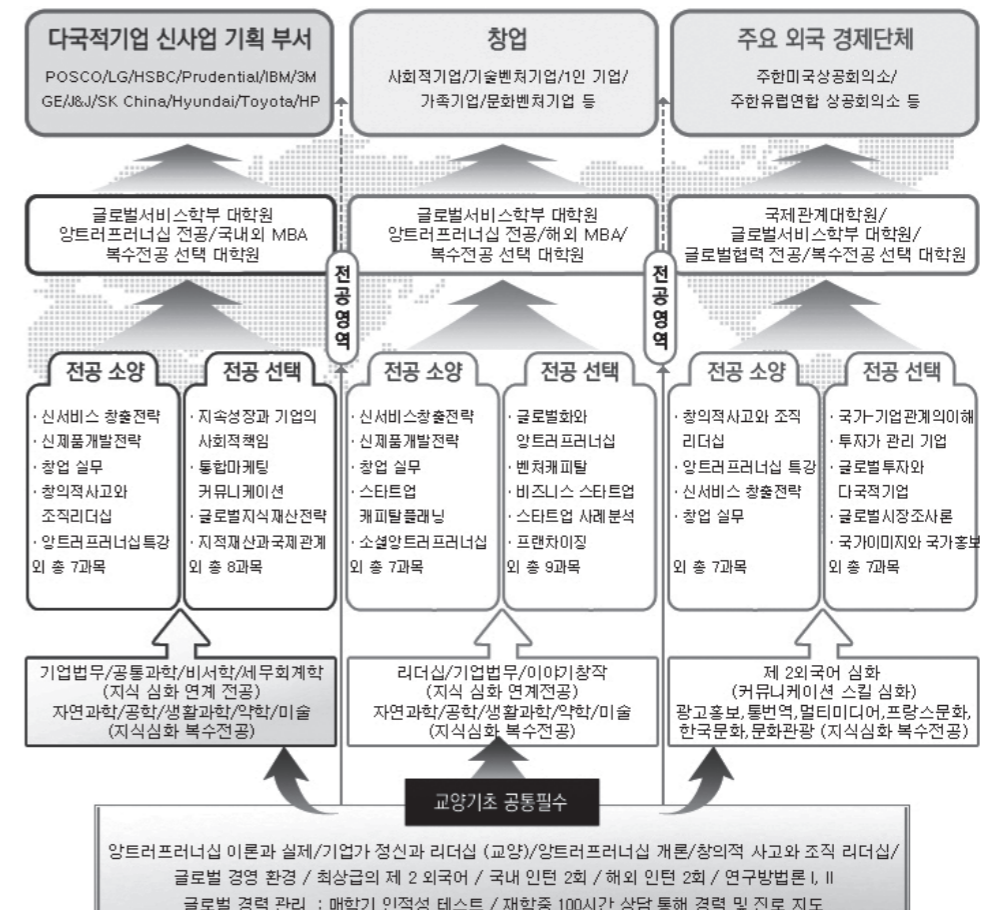 다국적기업 신사업 기획 부서
POSCO/LG/HSBC/Prudential/IBM/3M
GE/J&J/SK China/Hyundai/Toyota/HP
창업
사회적기업/기술벤처기업/1인 기업/
가족기업/문화벤처기업 등
주요 외국 경제단체
주한미국상공회의소/
주한유럽연합 상공회의소 등
글로벌서비스학부 대학원
앙트러프러너십 전공/국내외 MBA
복수전공 선택 대학원
글로벌서비스학부 대학원
앙트러프러너십 전공/해외 MBA/
복수전공 선택 대학원
국제관계대학원/
글로벌서비스학부 대학원/
글로벌협력 전공/복수전공 선택 대학원
전공영역
전공영역
전공 소양
· 신서비스 창출전략
· 신제품개발전략
· 창업 실무
· 창의적사고와
조직리더십
· 앙트러프러너십특강
외 총 7과목
전공 선택
· 지속성장과 기업의
사회적책임
· 통합마케팅
커뮤니케이션
· 글로벌지식재산전략
· 지적재산과국제관계
외 총 8과목
전공 소양
· 신서비스창출전략
· 신제품개발전략
· 창업 실무
· 스타트업
캐피탈플래닝
· 소셜앙트러프러너십
외 총 7과목
전공 선택
· 글로벌화와
앙트러프러너십
· 벤처캐피탈
· 비즈니스 스타트업
· 스타트업 사례분석
· 프랜차이징
외 총 9과목
전공 소양
· 창의적사고와 조직
리더십
· 앙트러프러너십 특강
· 신서비스 창출전략
· 창업 실무
외 총 7과목
전공 선택
· 국가-기업관계의이해
· 투자가 관리 기업
· 글로벌투자와
다국적기업
· 글로벌시장조사론
· 국가이미지와 국가홍보
외 총 7과목
기업법무/공통과학/비서학/세무회계학
(지식 심화 연계 전공)
자연과학/공학/생활과학/약학/미술
(지식심화 복수전공)
리더십/기업법무/이야기창작
(지식 심화 연계전공)
자연과학/공학/생활과학/약학/미술
(지식심화 복수전공)
제 2외국어 심화
(커뮤니케이션 스킬 심화)
광고홍보,통번역,멀티미디어,프랑스문화,
한국문화,문화관광 (지식심화 복수전공)
교양기초 공통필수
앙트러프러너십 이론과 실제/기업가 정신과 리더십 (교양)/앙트러프러너십 개론/창의적 사고와 조직 리더십/
글로벌 경영 환경 / 최상급의 제 2 외국어 / 국내 인턴 2회 / 해외 인턴 2회 / 연구방법론 I, II
글로벌 경력 관리 : 매학기 인적성 테스트 / 재학중 100시간 상담 통해 경력 및 진로 지도